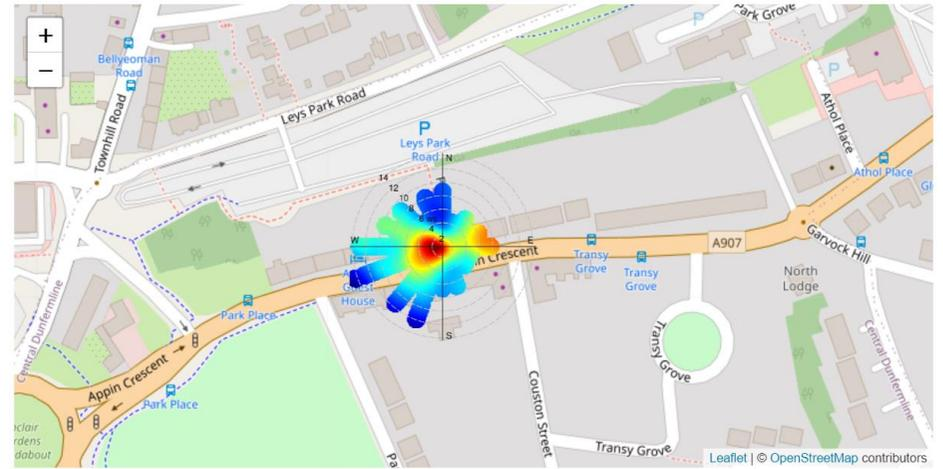 +
−
Bellyeoman
Road
Townhill Road
Leys Park Road
P
Leys Park
Road
P
Park Grove
P
Athol Place
Athol Place
N
14
12
10
8
6
4
2
W
E
S
Appin Crescent
Guest
House
Transy
Grove
Transy
Grove
A907
Garvock Hill
North
Lodge
Park Place
Central Dunfermline
Appin Crescent
Park Place
Couston Street
Transy Grove
Transy Grove
Central Dunfermline
Leaflet | © OpenStreetMap contributors